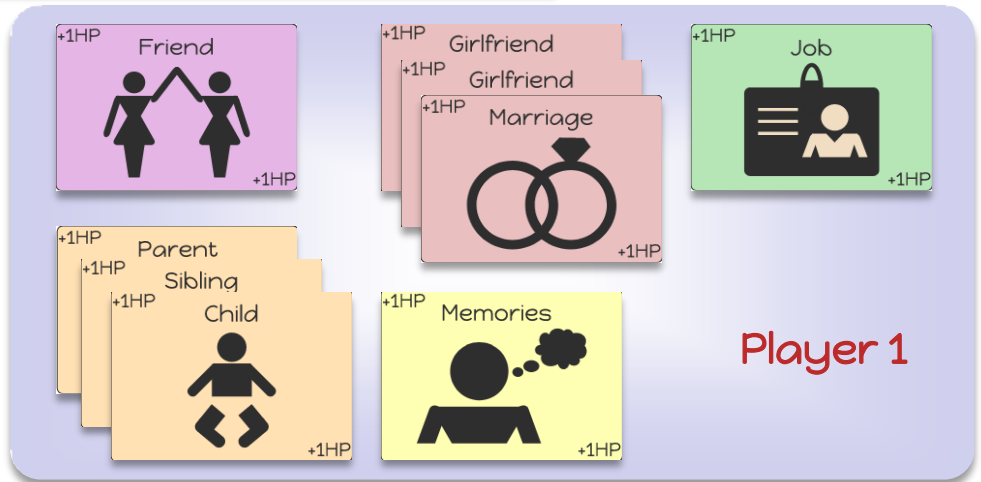 +1HP
Friend
+1HP
+1HP
Girlfriend
+1HP
Girlfriend
+1HP
Marriage
+1HP
+1HP
Job
+1HP
+1HP
Parent
+1HP
Sibling
+1HP
Child
+1HP
+1HP
Memories
+1HP
Player 1